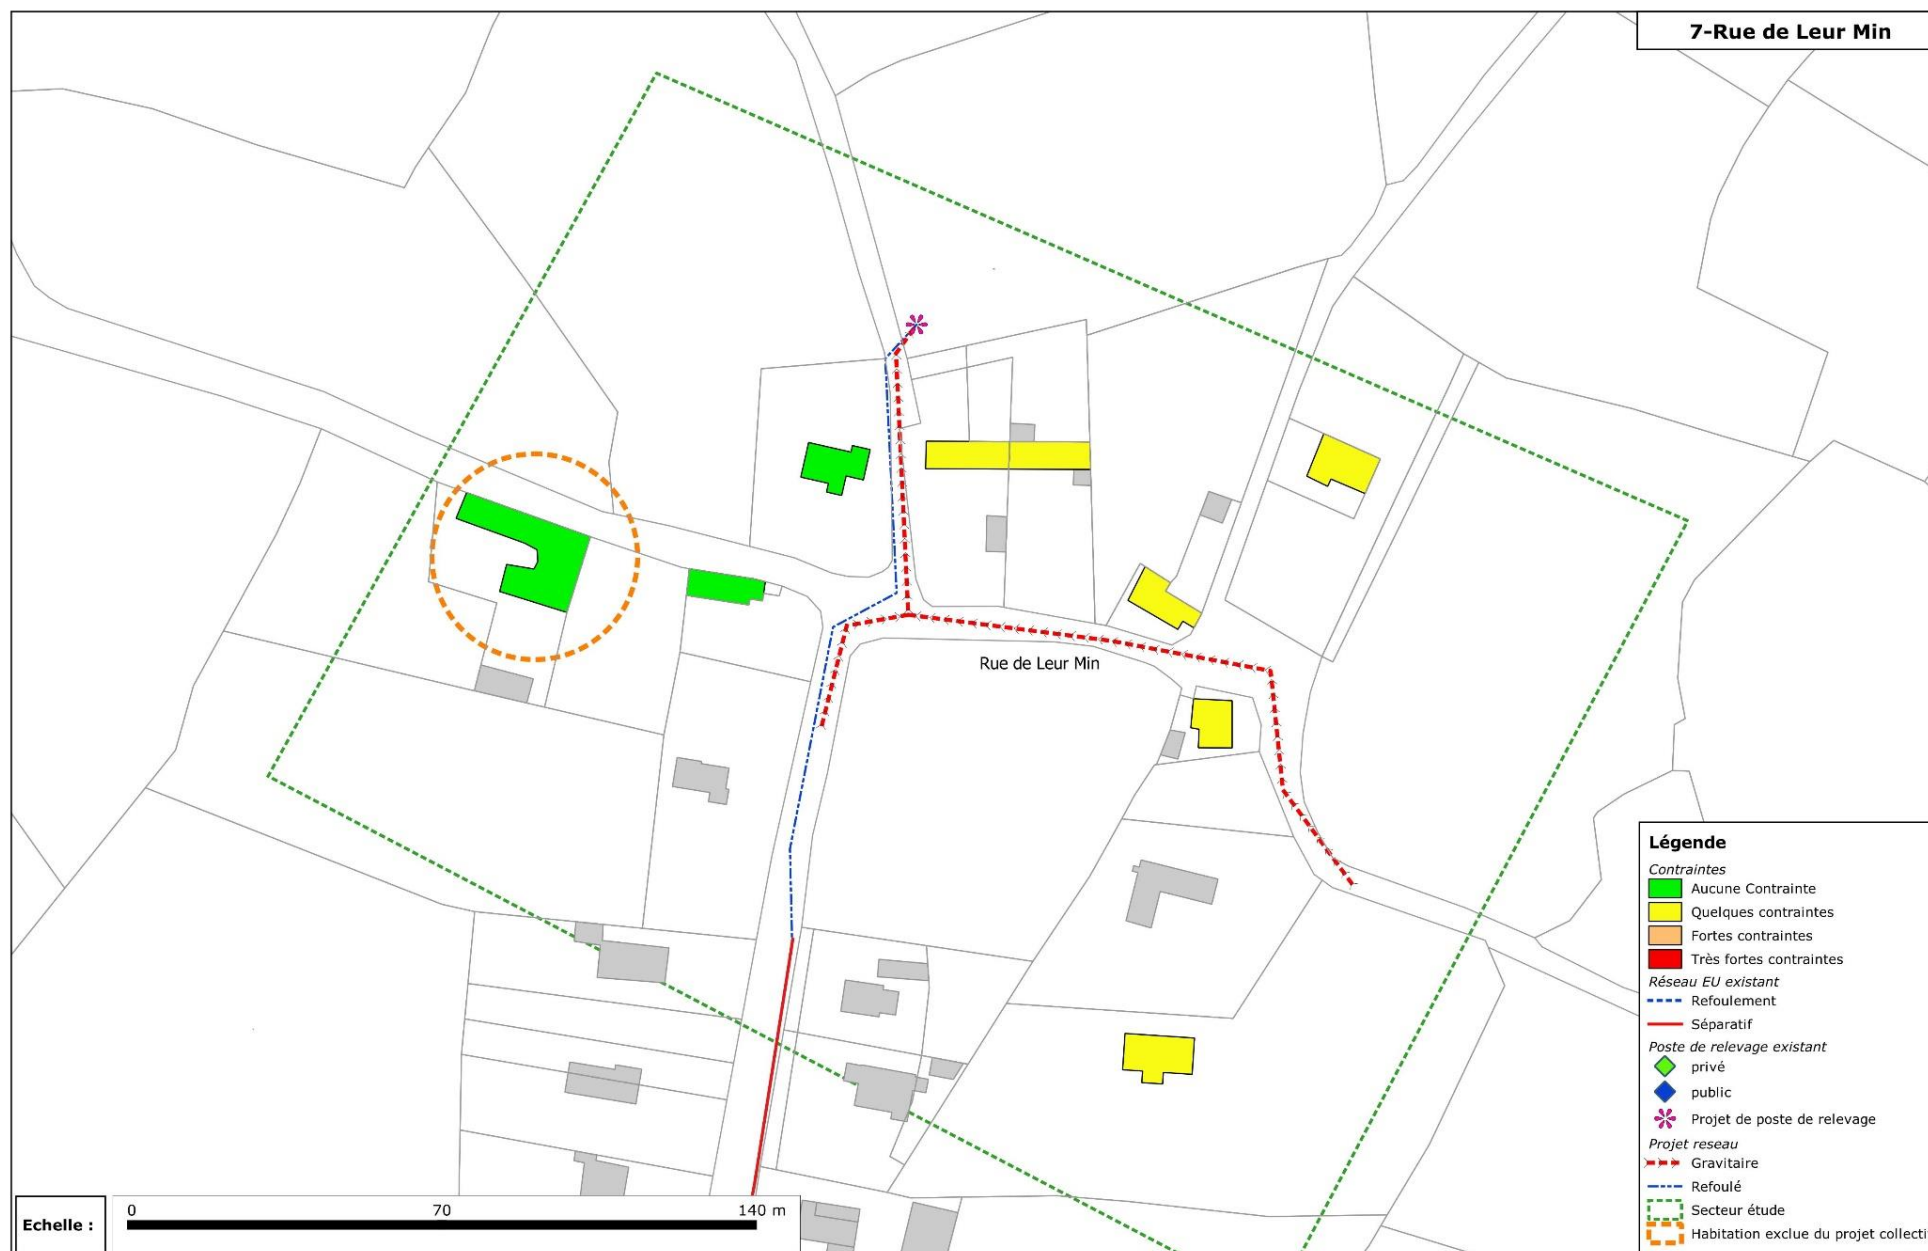 7-Rue de Leur Min
Rue de Leur Min
Légende
Contraintes
Aucune Contrainte
Quelques contraintes
Fortes contraintes
Très fortes contraintes
Réseau EU existant
Refoulement
Séparatif
Poste de relevage existant
privé
public
Projet de poste de relevage
Projet reseau
Gravitaire
Refoulé
Secteur étude
Habitation exclue du projet collecti
Echelle :
0 70 140 m